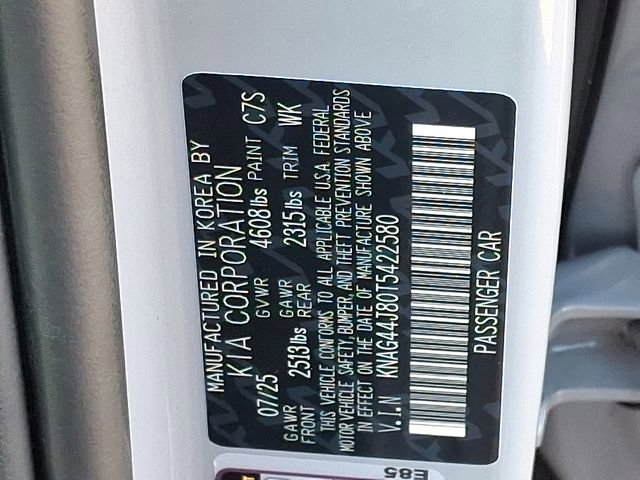 MANUFACTURED IN KOREA BY
KIA CORPORATION
07/25 GVWR 4608lbs PAINT C7S
GAWR FRONT 2513lbs GAWR REAR 2315lbs TRIM WK
THIS VEHICLE CONFORMS TO ALL APPLICABLE U.S.A. FEDERAL
MOTOR VEHICLE SAFETY, BUMPER, AND THEFT PREVENTION STANDARDS
IN EFFECT ON THE DATE OF MANUFACTURE SHOWN ABOVE
V.I.N KNAG44J80T5422580
PASSENGER CAR
E85